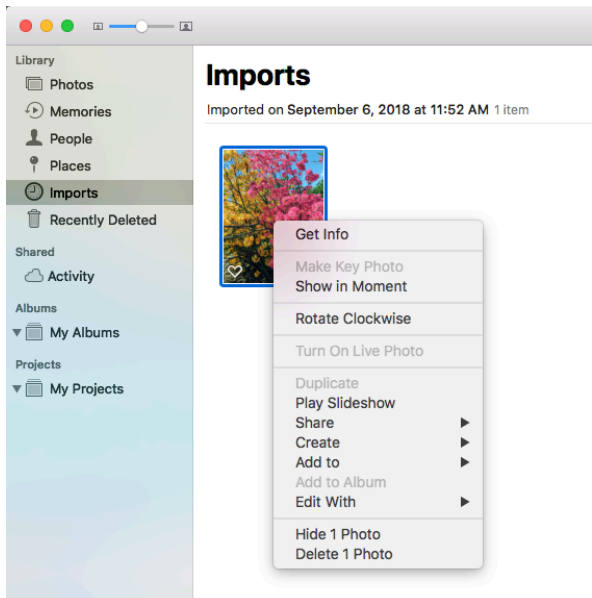 Library
Photos
Memories
People
Places
Imports
Recently Deleted
Shared
Activity
Albums
My Albums
Projects
My Projects
Imports
Imported on September 6, 2018 at 11:52 AM 1 item
Get Info
Make Key Photo
Show in Moment
Rotate Clockwise
Turn On Live Photo
Duplicate
Play Slideshow
Share
Create
Add to
Add to Album
Edit With
Hide 1 Photo
Delete 1 Photo